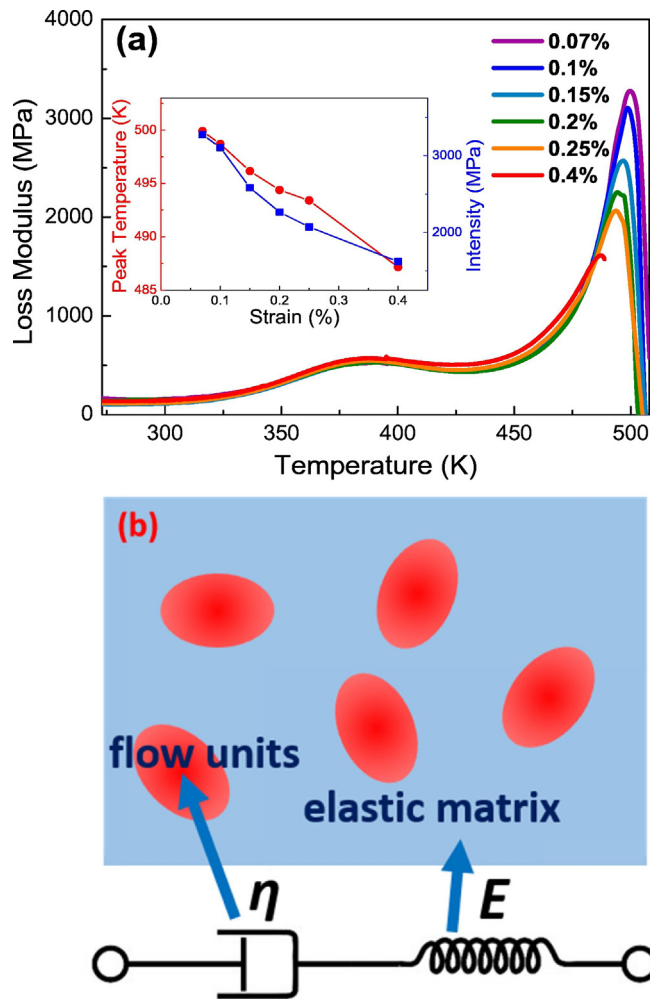 (a)
0.07%
0.1%
0.15%
0.2%
0.25%
0.4%
4000
3000
2000
1000
0
Loss Modulus (MPa)
300
350
400
450
500
Temperature (K)
500
495
490
485
Peak Temperature (K)
3000
2000
Intensity (MPa)
0.0
0.1
0.2
0.3
0.4
Strain (%)
(b)
flow units
elastic matrix
η
E